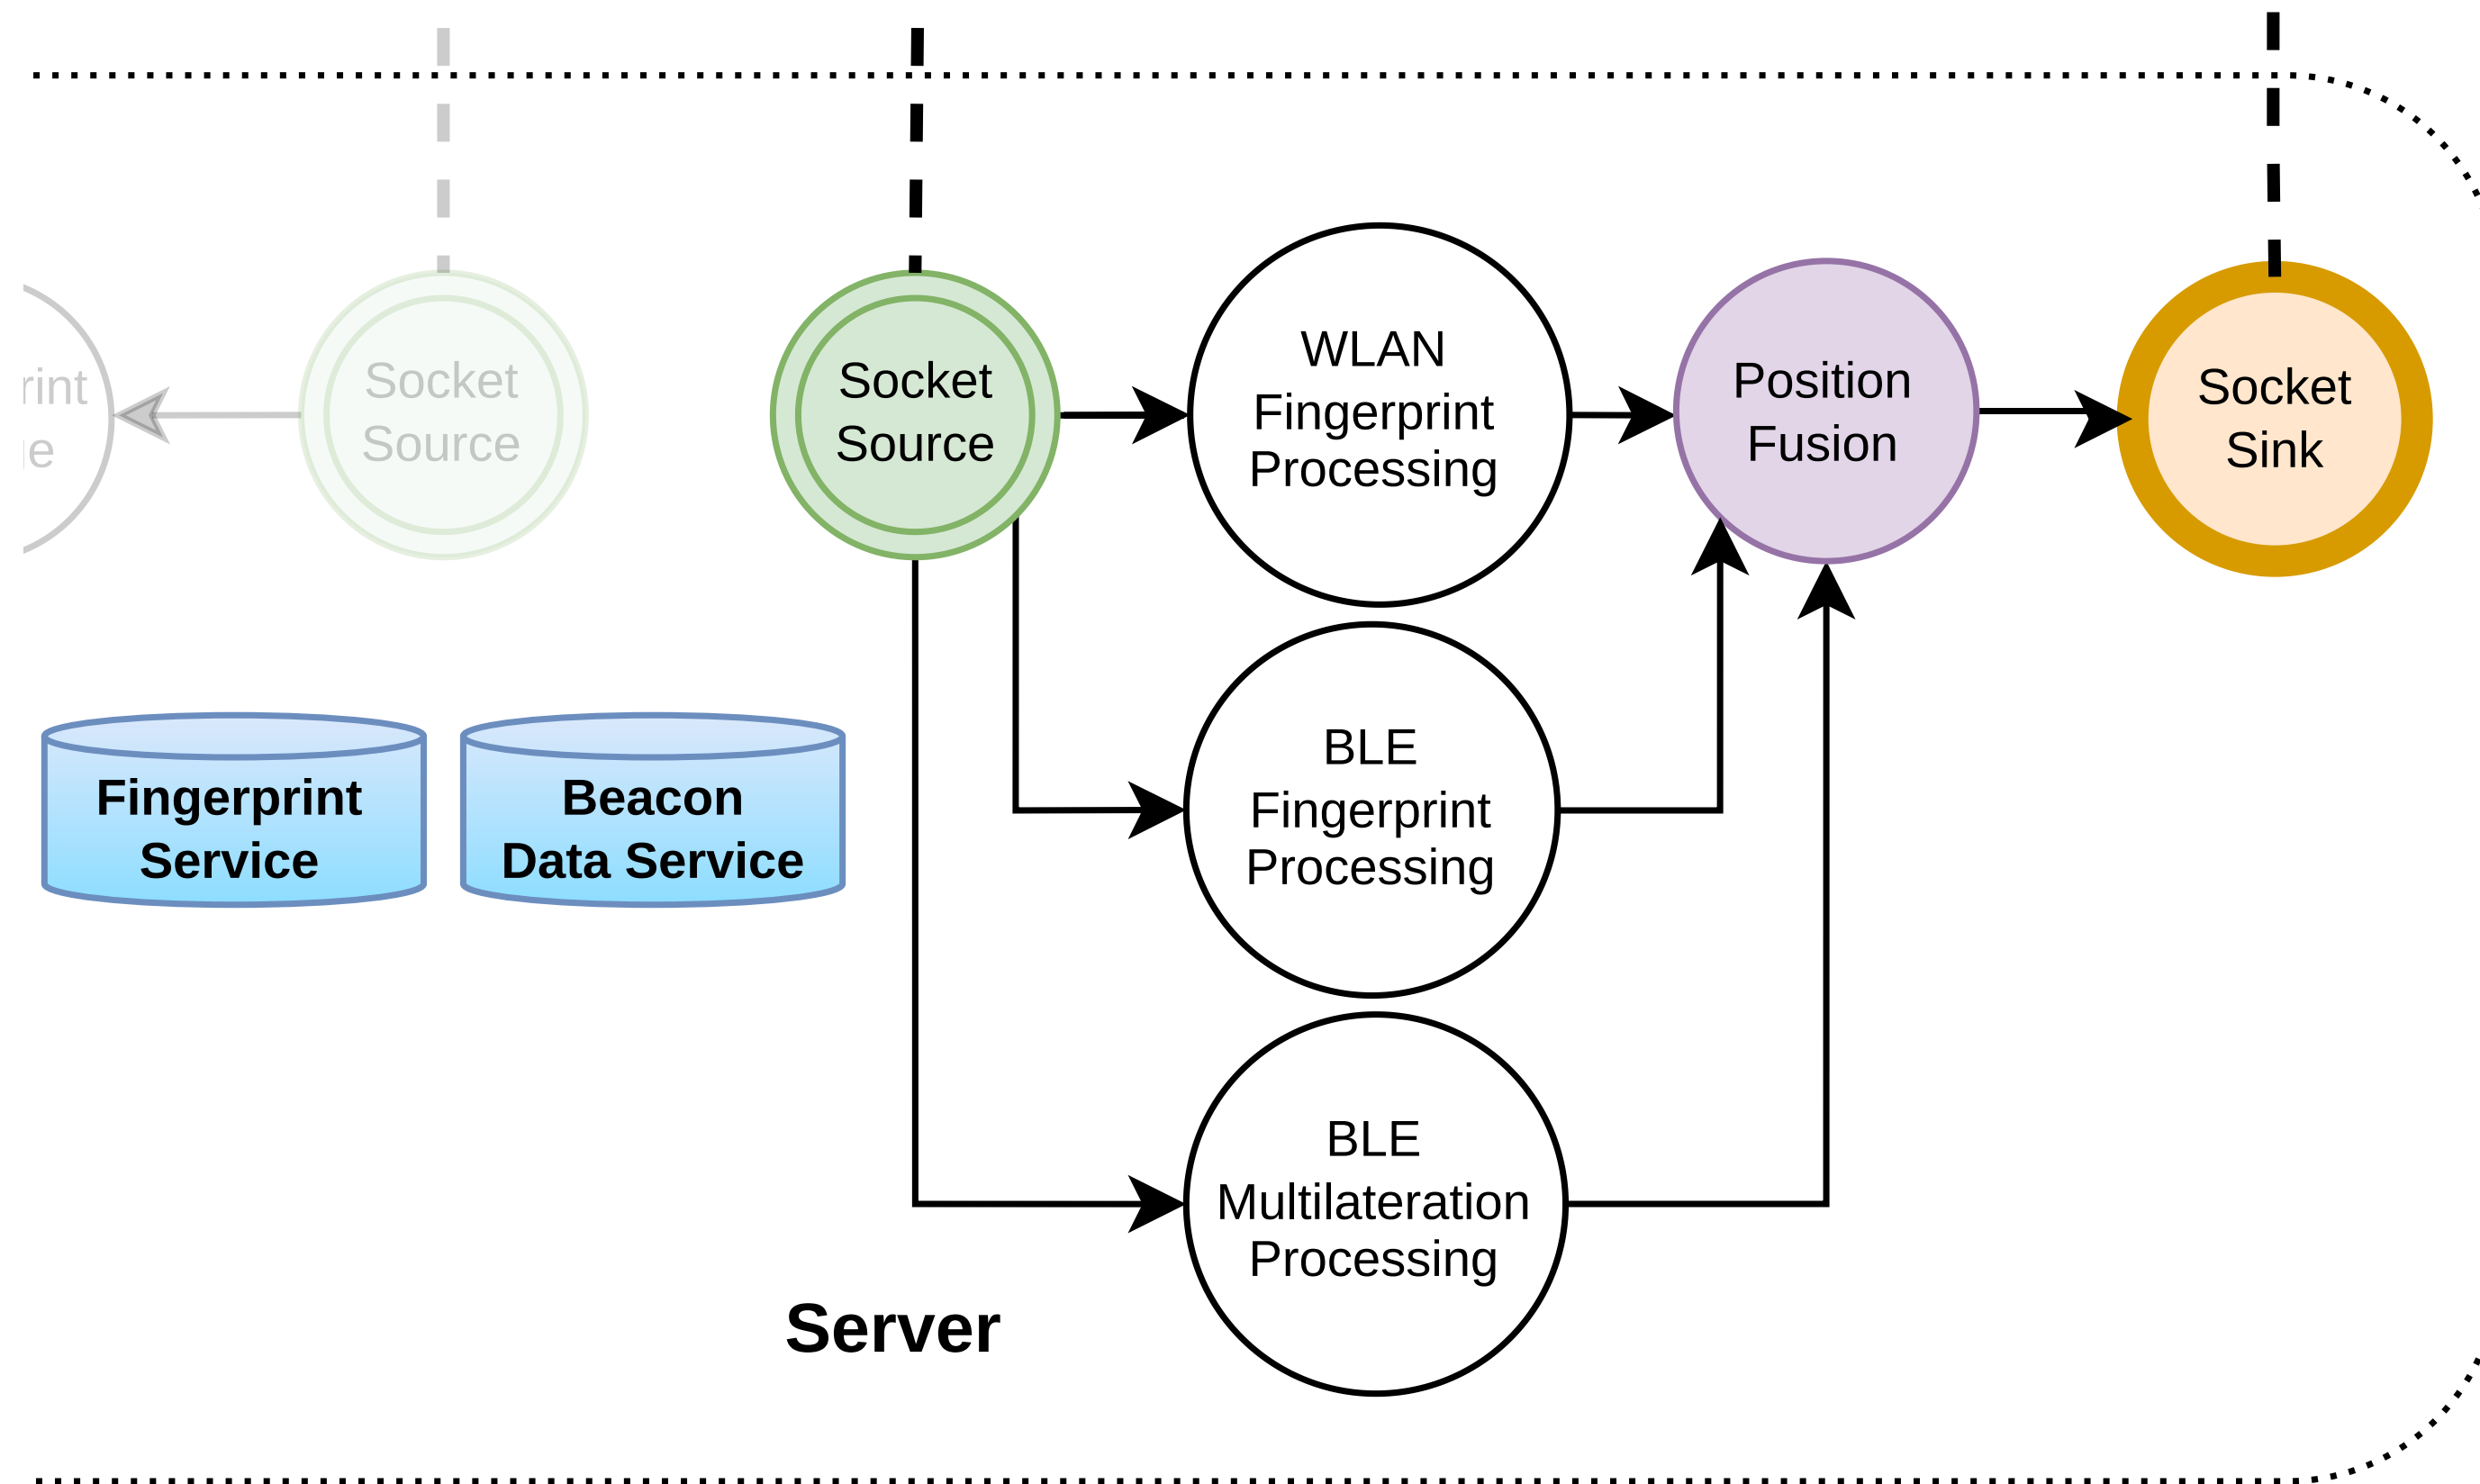 Socket
Source
Socket
Source
WLAN
Fingerprint
Processing
Position
Fusion
Socket
Sink
Fingerprint
Service
Beacon
Data Service
BLE
Fingerprint
Processing
BLE
Multilateration
Processing
Server